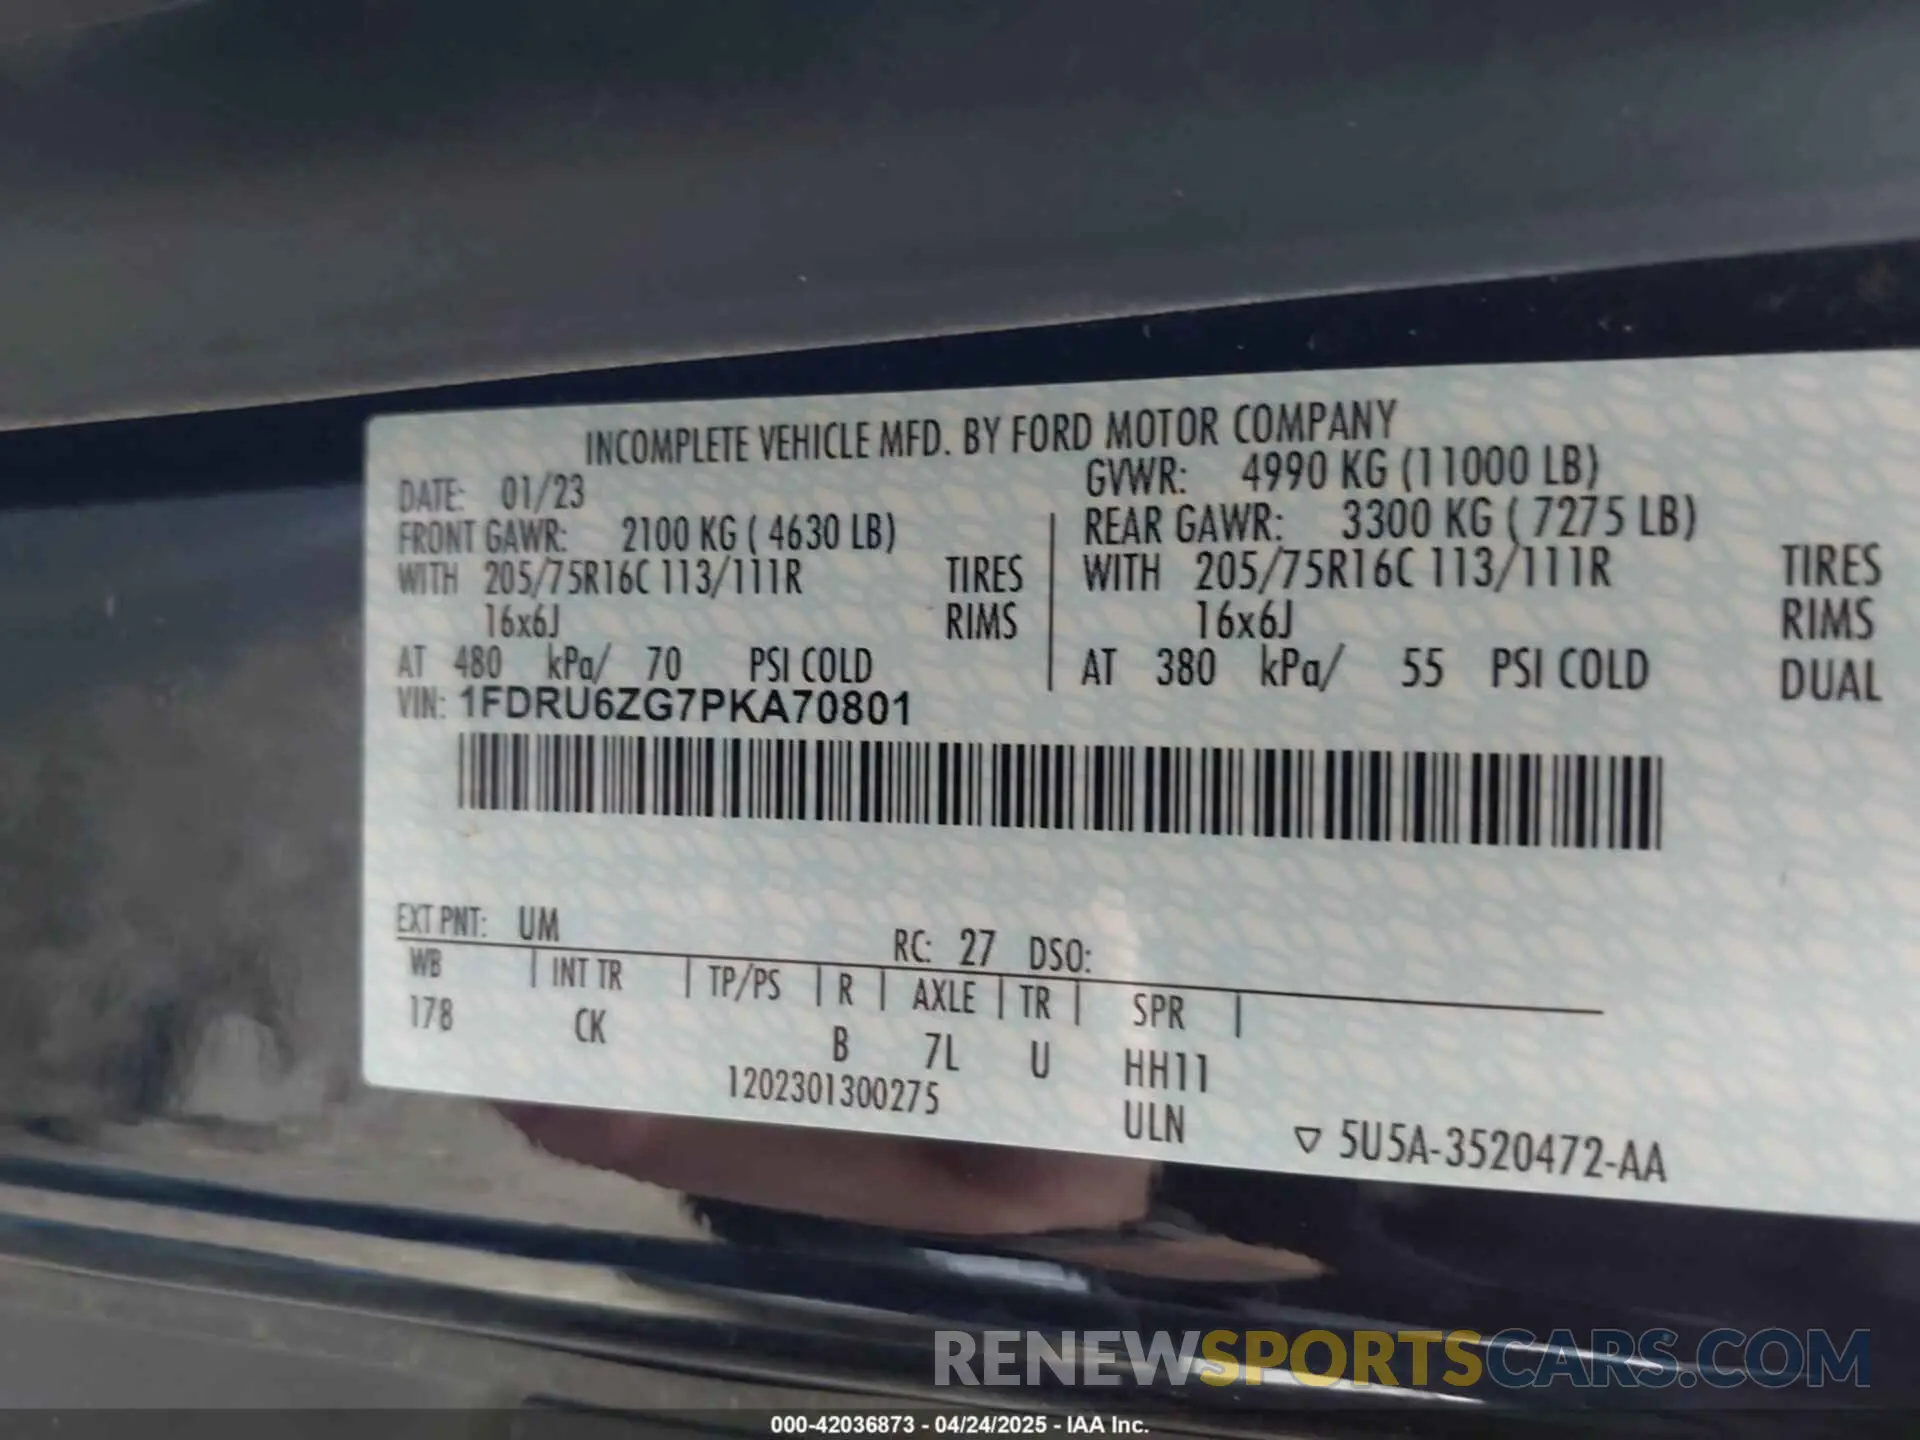 INCOMPLETE VEHICLE MFD. BY FORD MOTOR COMPANY
DATE: 01/23 GVWR: 4990 KG (11000 LB)
FRONT GAWR: 2100 KG ( 4630 LB) REAR GAWR: 3300 KG ( 7275 LB)
WITH 205/75R16C 113/111R TIRES WITH 205/75R16C 113/111R TIRES
16x6J RIMS 16x6J RIMS
AT 480 kPa/ 70 PSI COLD AT 380 kPa/ 55 PSI COLD DUAL
VIN: 1FDRU6ZG7PKA70801
EXT PNT: UM RC: 27 DSO:
WB | INT TR | TP/PS | R | AXLE | TR | SPR |
178 CK B 7L U HH11
1202301300275 ULN
▽ 5U5A-3520472-AA
RENEWSPORTSCARS.COM
000-42036873 - 04/24/2025 - IAA Inc.